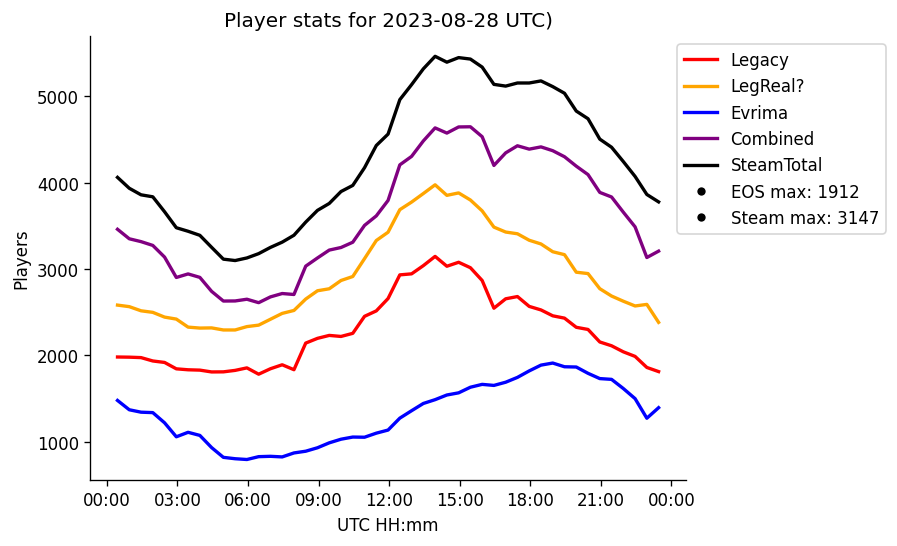 Player stats for 2023-08-28 UTC)
Legacy
LegReal?
Evrima
Combined
SteamTotal
EOS max: 1912
Steam max: 3147
Players
5000
4000
3000
2000
1000
00:00 03:00 06:00 09:00 12:00 15:00 18:00 21:00 00:00
UTC HH:mm